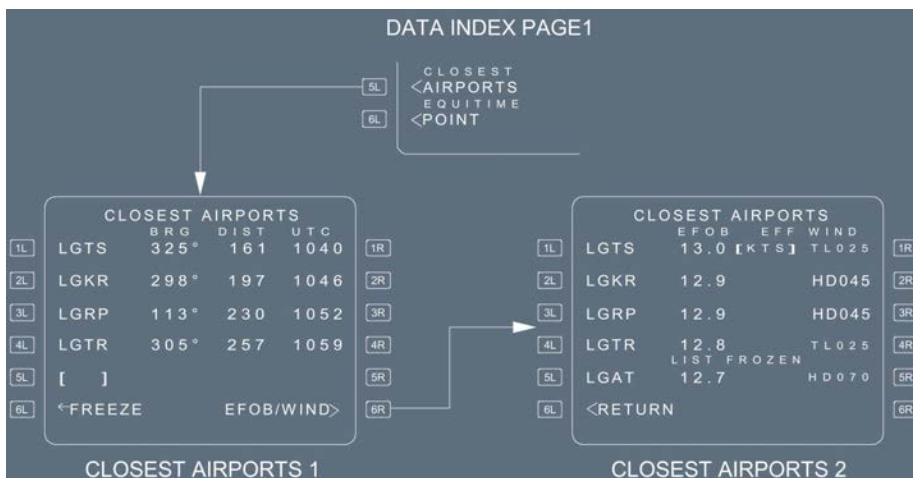 DATA INDEX PAGE1
5L CLOSEST
<AIRPORTS
EQUITIME
6L <POINT
CLOSEST AIRPORTS
BRG DIST UTC
1L LGTS 325° 161 1040 1R
2L LGKR 298° 197 1046 2R
3L LGRP 113° 230 1052 3R
4L LGTR 305° 257 1059 4R
5L [ ] 5R
6L ←FREEZE EFOB/WIND> 6R
CLOSEST AIRPORTS 1
CLOSEST AIRPORTS
EFOB EFF WIND
1L LGTS 13.0 [KTS] TL025 1R
2L LGKR 12.9 HD045 2R
3L LGRP 12.9 HD045 3R
4L LGTR 12.8 TL025 4R
LIST FROZEN
5L LGAT 12.7 HD070 5R
6L <RETURN 6R
CLOSEST AIRPORTS 2